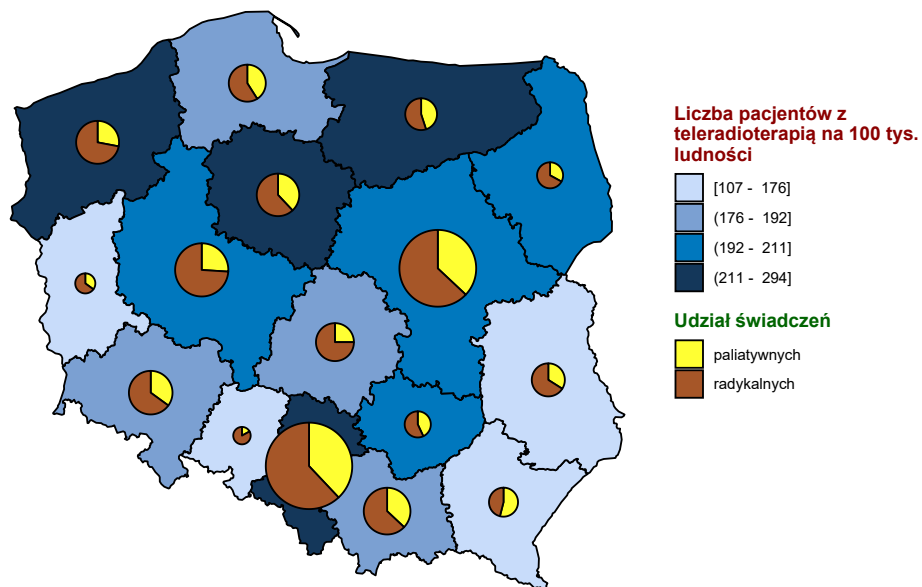 Liczba pacjentów z
teleradioterapią na 100 tys.
ludności
[107 - 176]
(176 - 192]
(192 - 211]
(211 - 294]
Udział świadczeń
paliatywnych
radykalnych